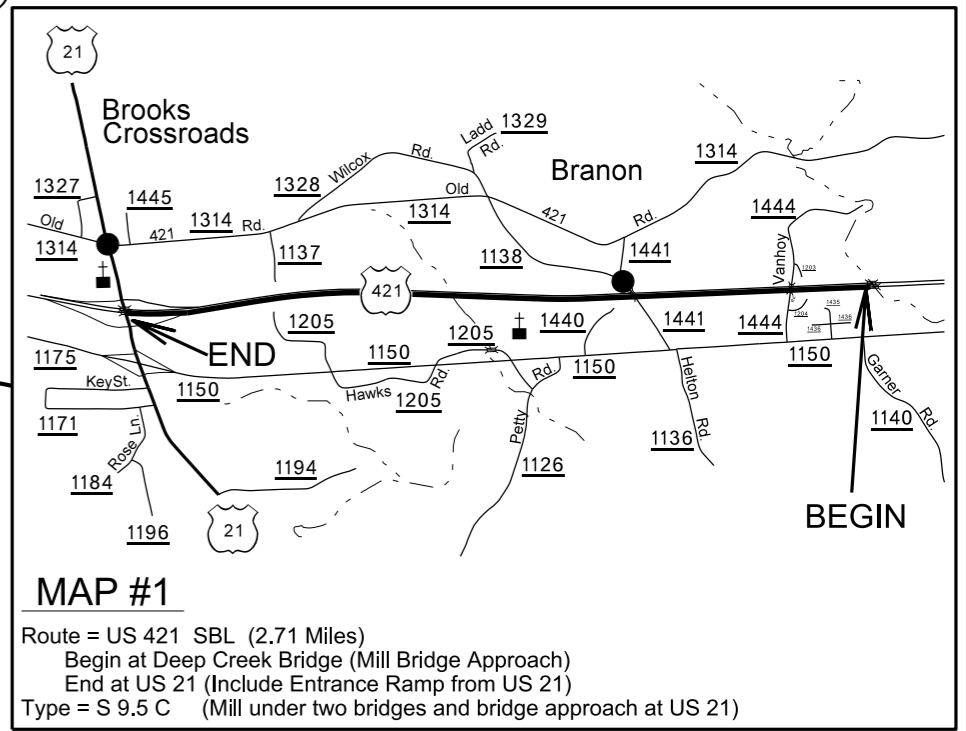 21
Brooks
Crossroads
Ladd
Rd.
1329
Wilcox
Rd.
Branon
1314
1327
1445
1328
Old
1314
421
Rd.
1444
Old
1314
421
1314
Rd.
1137
1138
1441
Vanhoy
1203
421
1205
1205
1440
1441
1444
1204
1435
1436
1436
END
1175
1150
1150
1150
1150
KeySt.
Hawks
Rd.
1205
Rd.
Helton
Rd.
Garner
Rd.
1140
1171
Rose Ln.
Petty
1126
1136
1184
1194
1196
21
BEGIN
MAP #1
Route = US 421 SBL (2.71 Miles)
Begin at Deep Creek Bridge (Mill Bridge Approach)
End at US 21 (Include Entrance Ramp from US 21)
Type = S 9.5 C (Mill under two bridges and bridge approach at US 21)